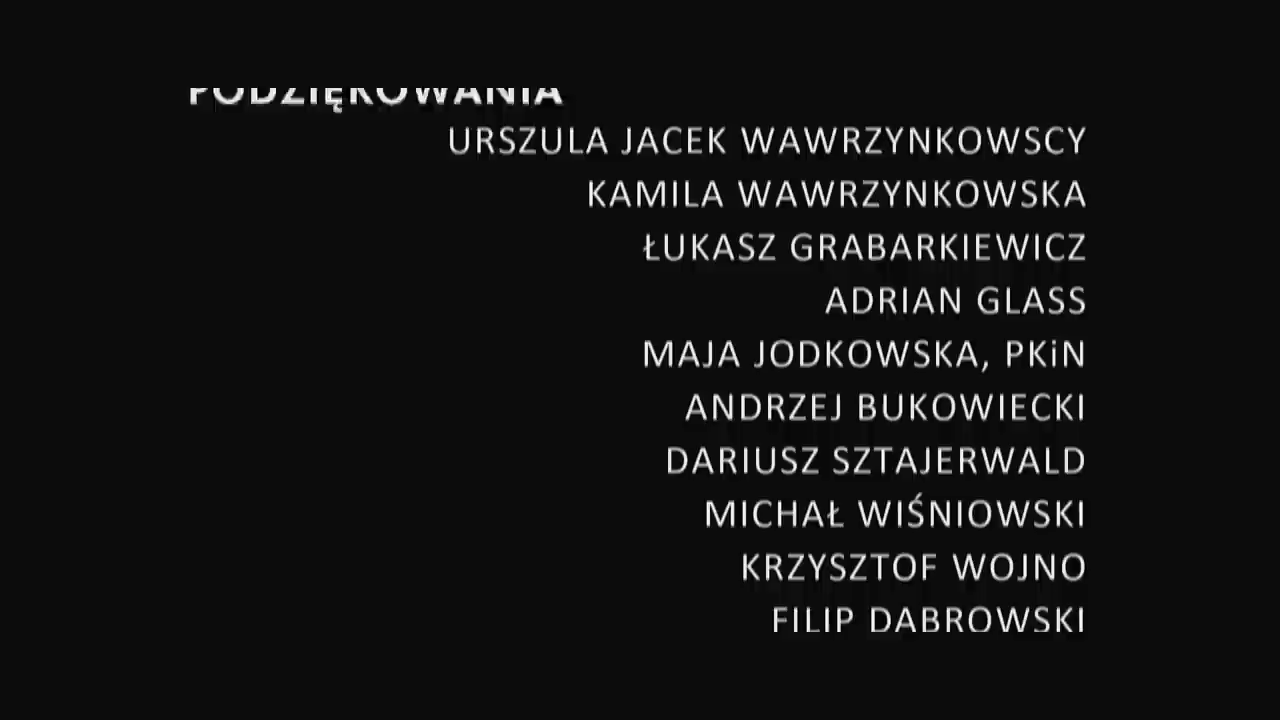 PODZIĘKOWANIA
URSZULA JACEK WAWRZYNKOWSCY
KAMILA WAWRZYNKOWSKA
ŁUKASZ GRABARKIEWICZ
ADRIAN GLASS
MAJA JODKOWSKA, PKiN
ANDRZEJ BUKOWIECKI
DARIUSZ SZTAJERWALD
MICHAŁ WIŚNIOWSKI
KRZYSZTOF WOJNO
FILIP DABROWSKI